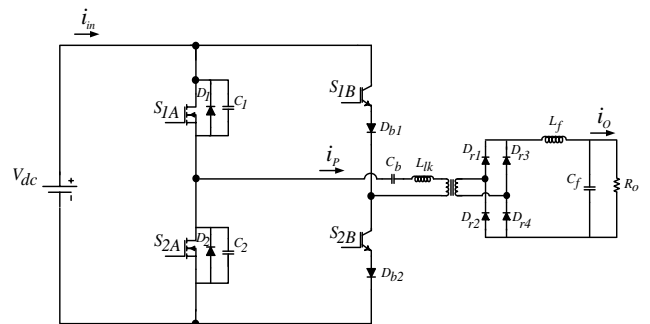 i_in
S_1A
D_1
C_1
S_1B
D_b1
V_dc
+
i_P
C_b
L_lk
D_r1
D_r3
L_f
i_O
C_f
R_o
D_r2
D_r4
S_2A
D_2
C_2
S_2B
D_b2